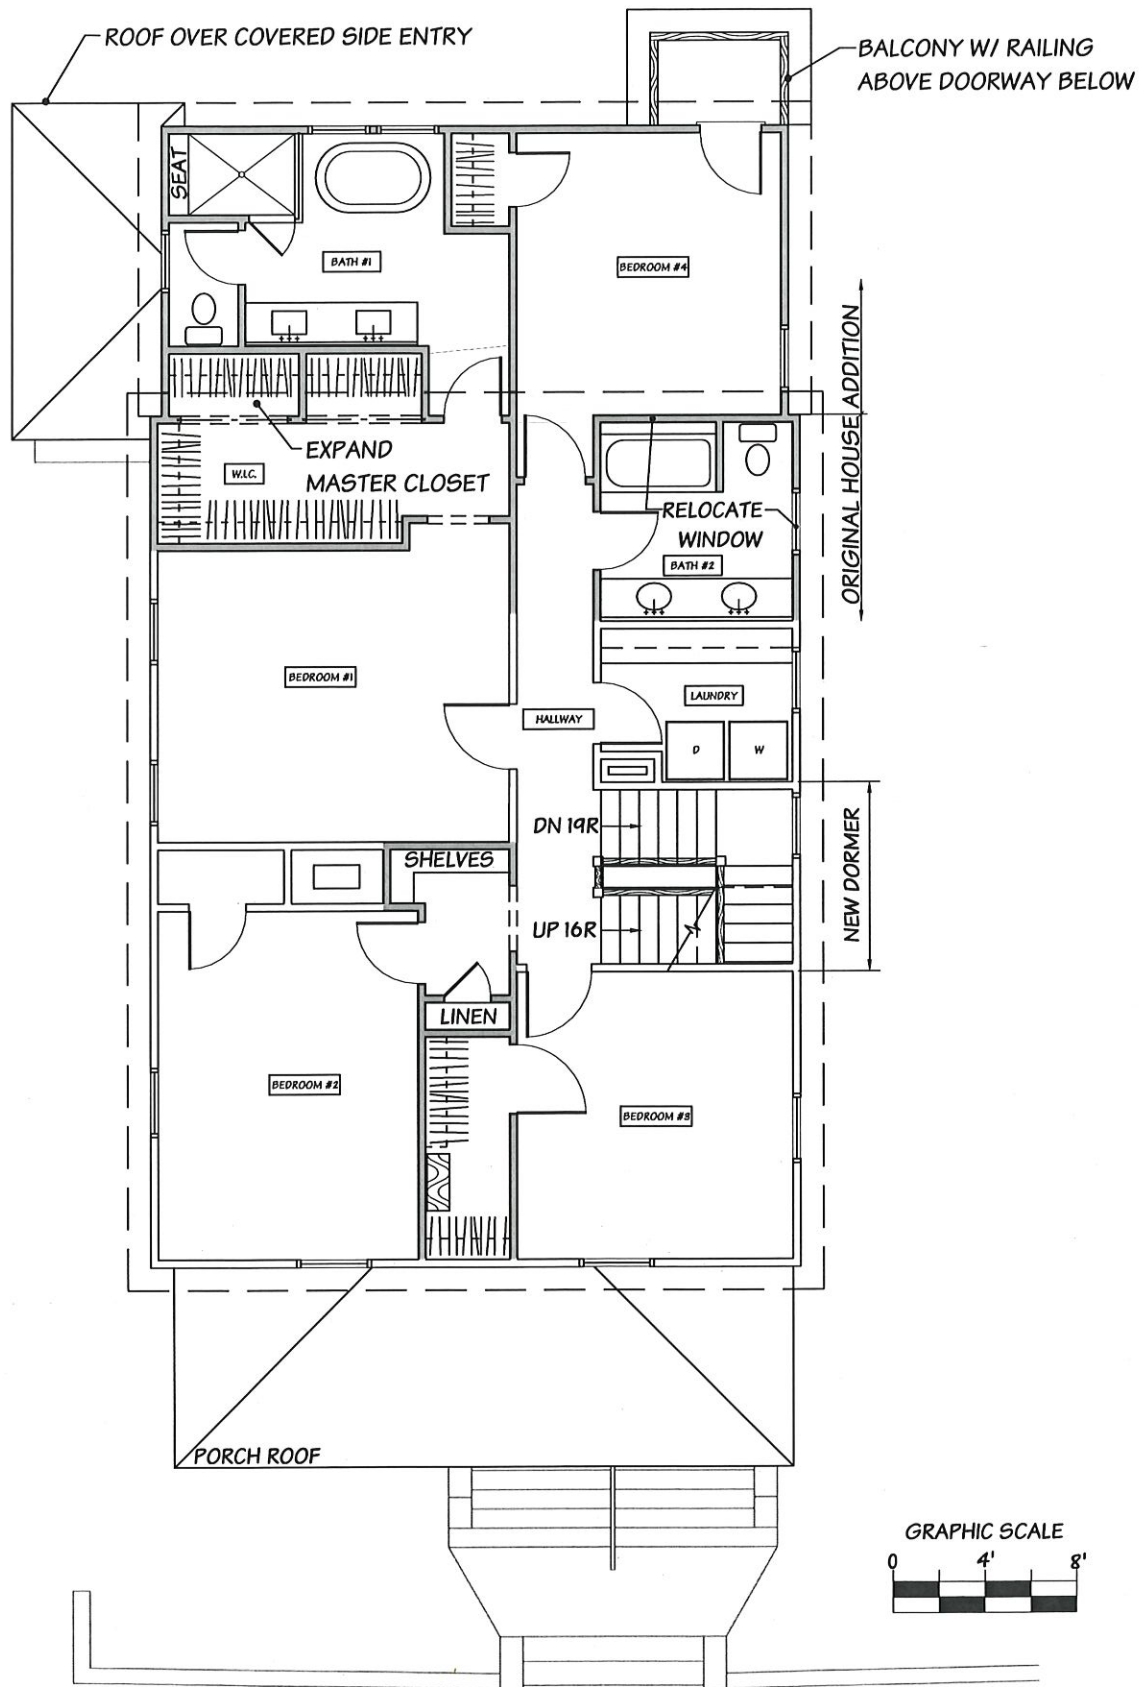 ROOF OVER COVERED SIDE ENTRY
BALCONY W/ RAILING
ABOVE DOORWAY BELOW
SEAT
BATH #1
BEDROOM #4
EXPAND
MASTER CLOSET
W.I.C.
RELOCATE
WINDOW
BATH #2
ORIGINAL HOUSE ADDITION
BEDROOM #1
LAUNDRY
HALLWAY
D
W
DN 19R
SHELVES
NEW DORMER
UP 16R
LINEN
BEDROOM #2
BEDROOM #3
PORCH ROOF
GRAPHIC SCALE
0 4' 8'